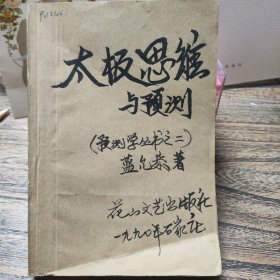 太极思维
与预测
(预测学丛书之二)
蓝允恭著
花山文艺出版社
一九九〇年石家庄